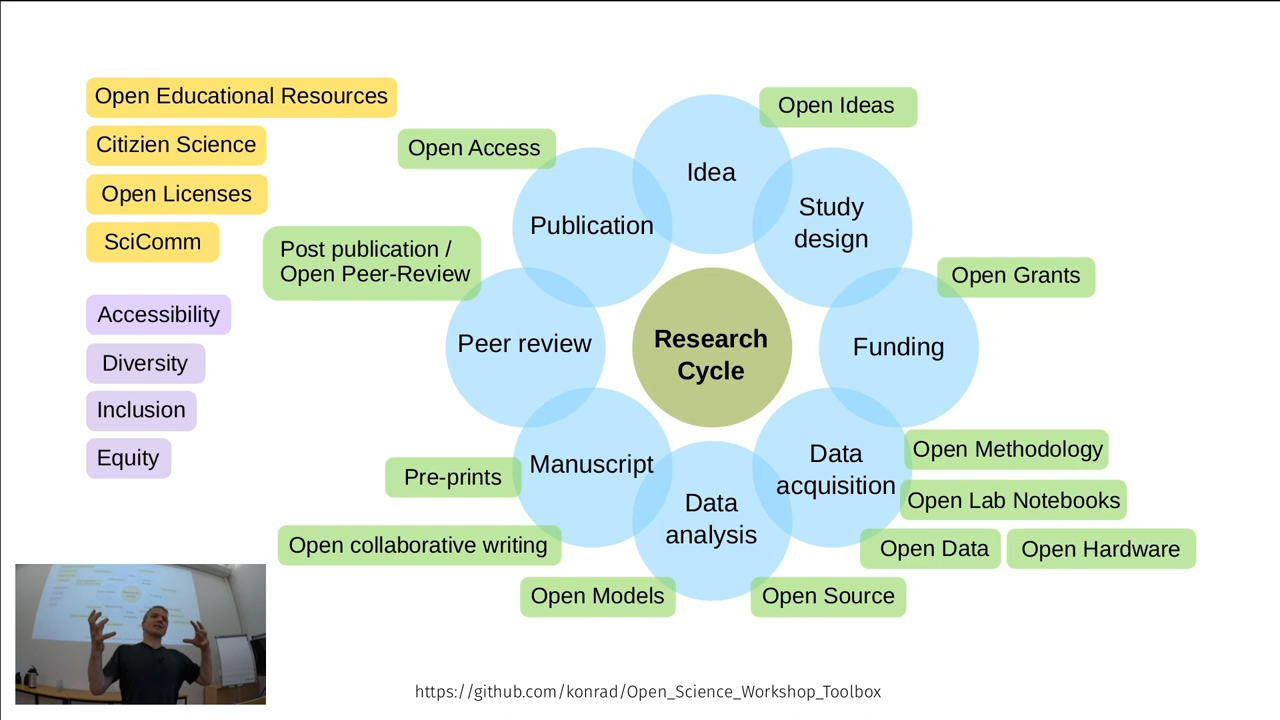 Open Educational Resources
Citizien Science
Open Licenses
SciComm
Accessibility
Diversity
Inclusion
Equity
Open Access
Post publication /
Open Peer-Review
Pre-prints
Open collaborative writing
Open Models
Open Source
Open Data
Open Hardware
Open Lab Notebooks
Open Methodology
Open Grants
Open Ideas
Idea
Study
design
Funding
Data
acquisition
Data
analysis
Manuscript
Peer review
Publication
Research
Cycle
https://github.com/konrad/Open_Science_Workshop_Toolbox